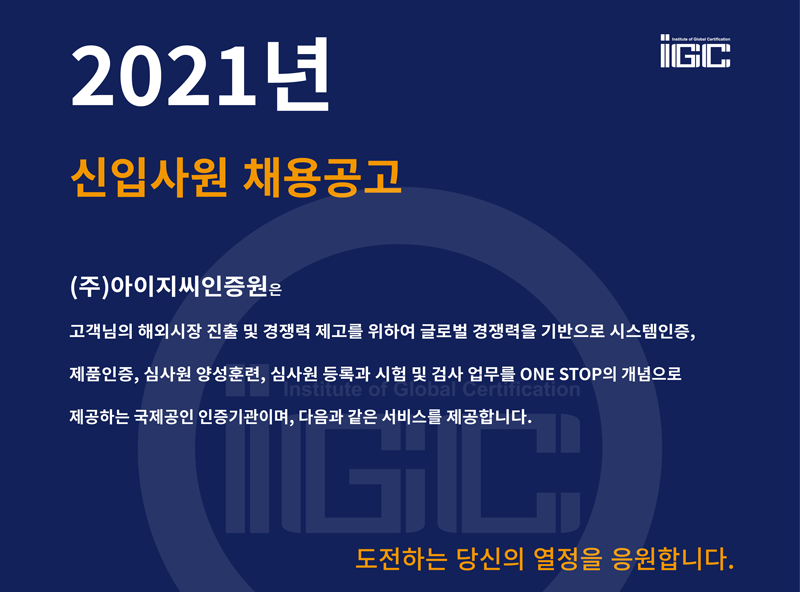 Institute of Global Certification
iGC
2021년
신입사원 채용공고
(주)아이지씨인증원은
고객님의 해외시장 진출 및 경쟁력 제고를 위하여 글로벌 경쟁력을 기반으로 시스템인증,
제품인증, 심사원 양성훈련, 심사원 등록과 시험 및 검사 업무를 ONE STOP의 개념으로
제공하는 국제공인 인증기관이며, 다음과 같은 서비스를 제공합니다.
Institute of Global Certification
iGC
도전하는 당신의 열정을 응원합니다.